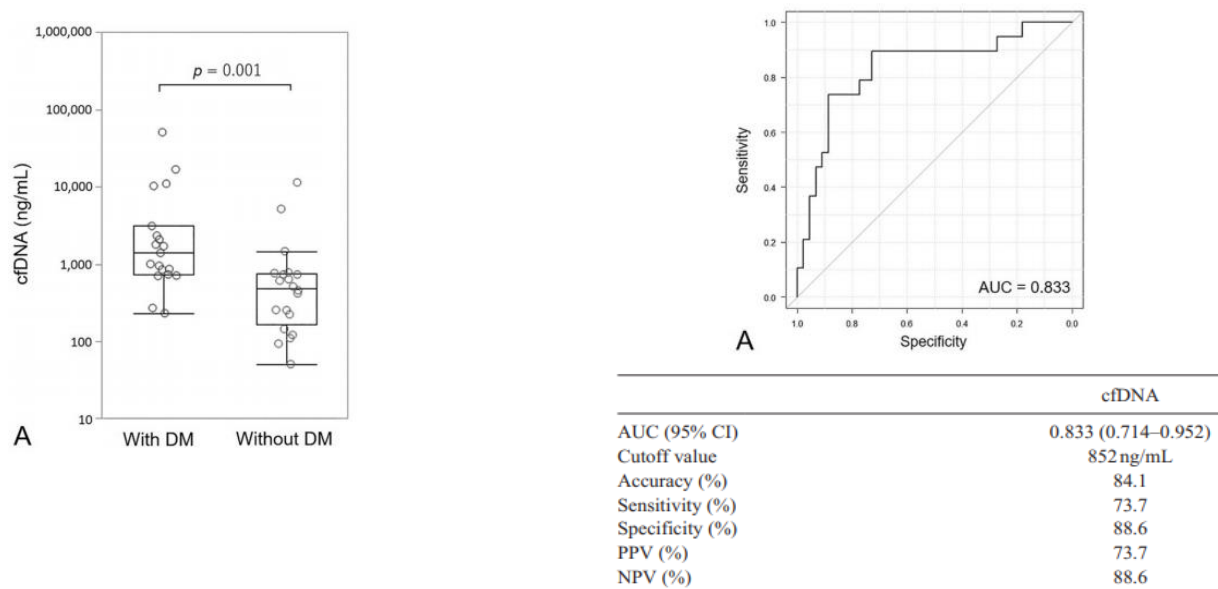 1,000,000
p = 0.001
100,000
10,000
1,000
100
10
cfDNA (ng/mL)
With DM
Without DM
A
1.0
0.8
0.6
0.4
0.2
0.0
Sensitivity
AUC = 0.833
1.0 0.8 0.6 0.4 0.2 0.0
Specificity
A
cfDNA
AUC (95% CI) 0.833 (0.714–0.952)
Cutoff value 852 ng/mL
Accuracy (%) 84.1
Sensitivity (%) 73.7
Specificity (%) 88.6
PPV (%) 73.7
NPV (%) 88.6